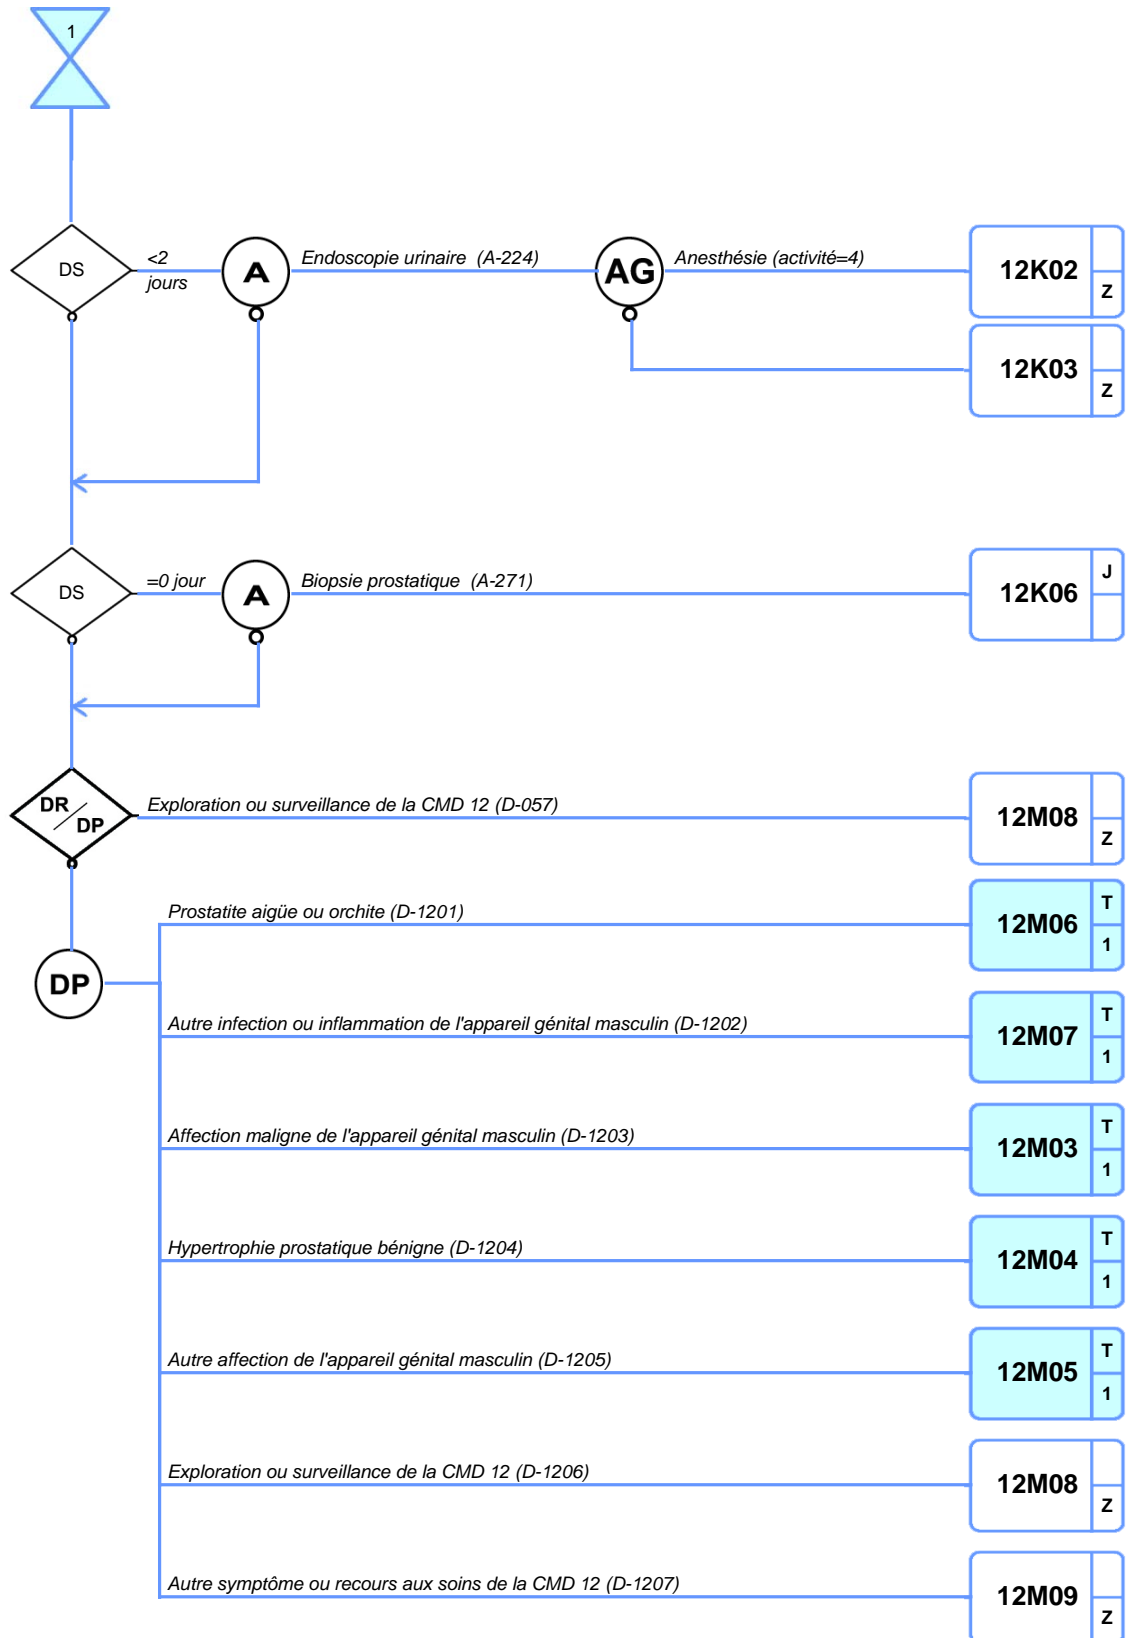 1
DS
<2
jours
A
Endoscopie urinaire (A-224)
AG
Anesthésie (activité=4)
12K02
Z
12K03
Z
DS
=0 jour
A
Biopsie prostatique (A-271)
12K06
J
DR
DP
Exploration ou surveillance de la CMD 12 (D-057)
12M08
Z
DP
Prostatite aigüe ou orchite (D-1201)
12M06
T
1
Autre infection ou inflammation de l'appareil génital masculin (D-1202)
12M07
T
1
Affection maligne de l'appareil génital masculin (D-1203)
12M03
T
1
Hypertrophie prostatique bénigne (D-1204)
12M04
T
1
Autre affection de l'appareil génital masculin (D-1205)
12M05
T
1
Exploration ou surveillance de la CMD 12 (D-1206)
12M08
Z
Autre symptôme ou recours aux soins de la CMD 12 (D-1207)
12M09
Z